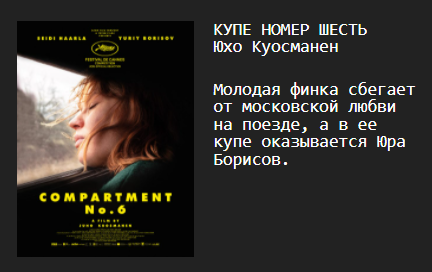 КУПЕ НОМЕР ШЕСТЬ
Юхо Куосманен
Молодая финка сбегает
от московской любви
на поезде, а в ее
купе оказывается Юра
Борисов.
SEIDI HAARLA YURIY BORISOV
FESTIVAL DE CANNES
COMPARTMENT
No.6
A FILM BY
JUHO KUOSMANEN